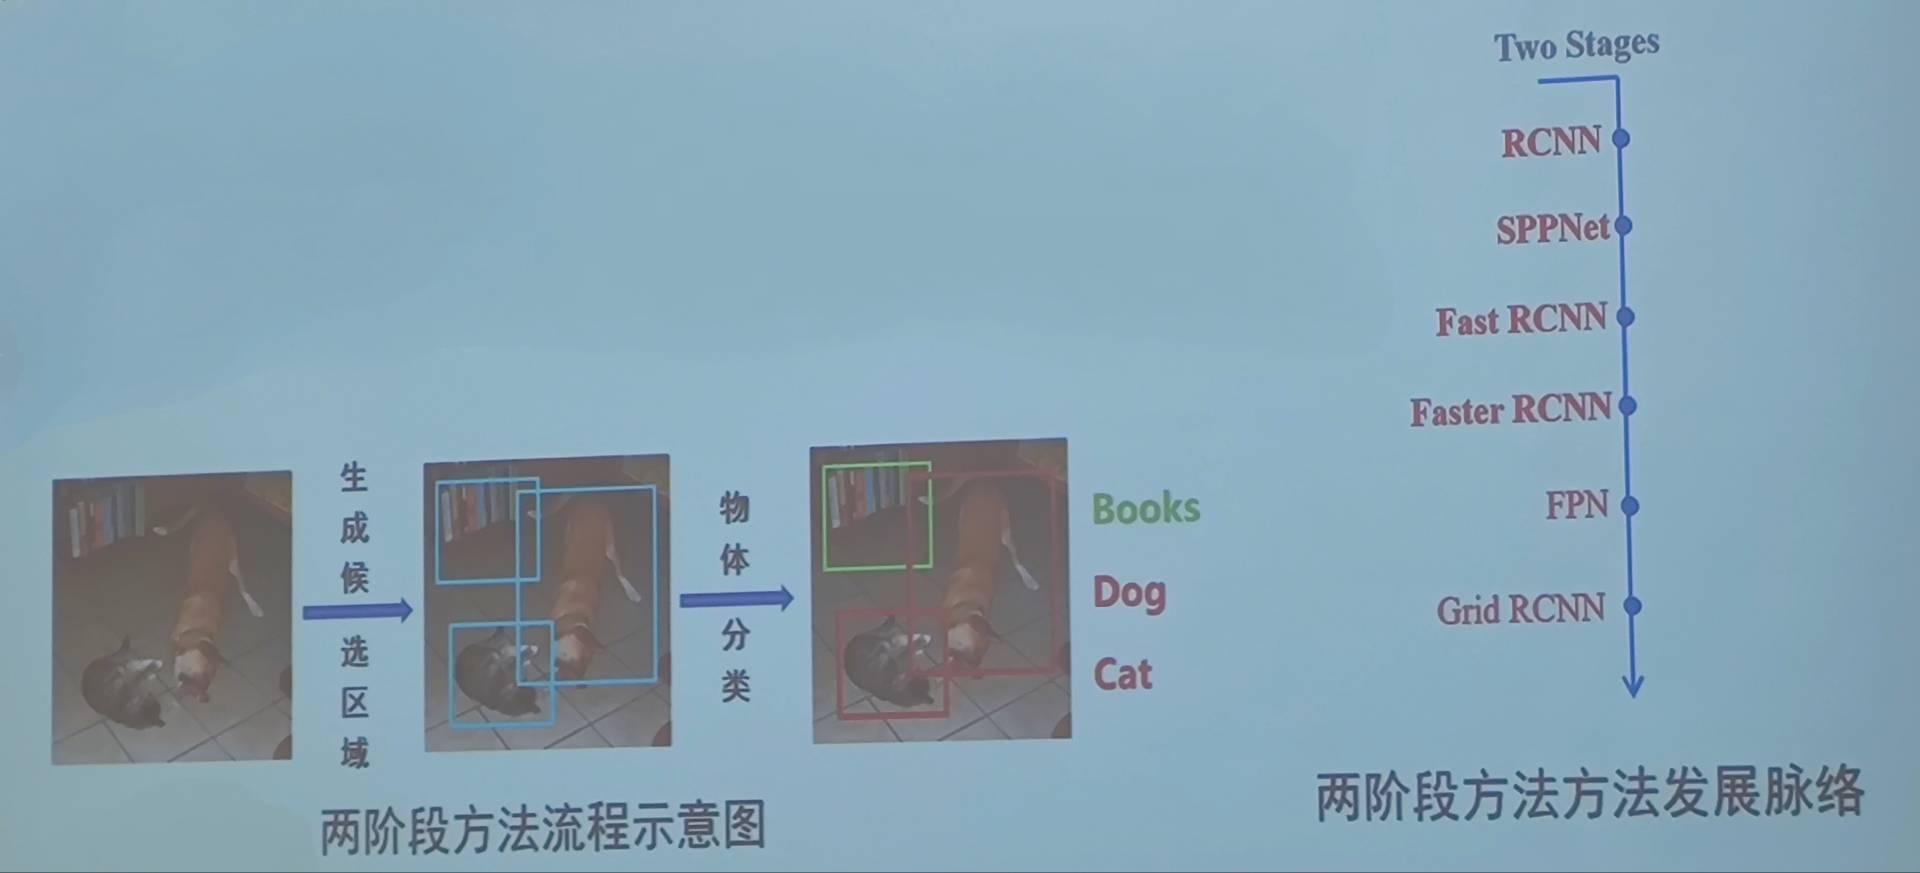 生成候选区域
物体分类
Books
Dog
Cat
两阶段方法流程示意图
Two Stages
RCNN
SPPNet
Fast RCNN
Faster RCNN
FPN
Grid RCNN
两阶段方法方法发展脉络